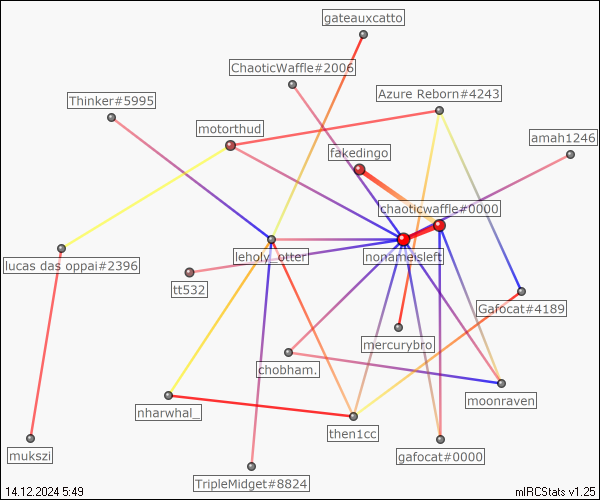 gateauxcatto
ChaoticWaffle#2006
Azure Reborn#4243
Thinker#5995
motorthud
amah1246
fakedingo
chaoticwaffle#0000
leholy_otter
nonameisleft
lucas das oppai#2396
tt532
Gafocat#4189
mercurybro
chobham.
moonraven
nharwhal_
then1cc
mukszi
gafocat#0000
TripleMidget#8824
14.12.2024 5:49
mIRCStats v1.25